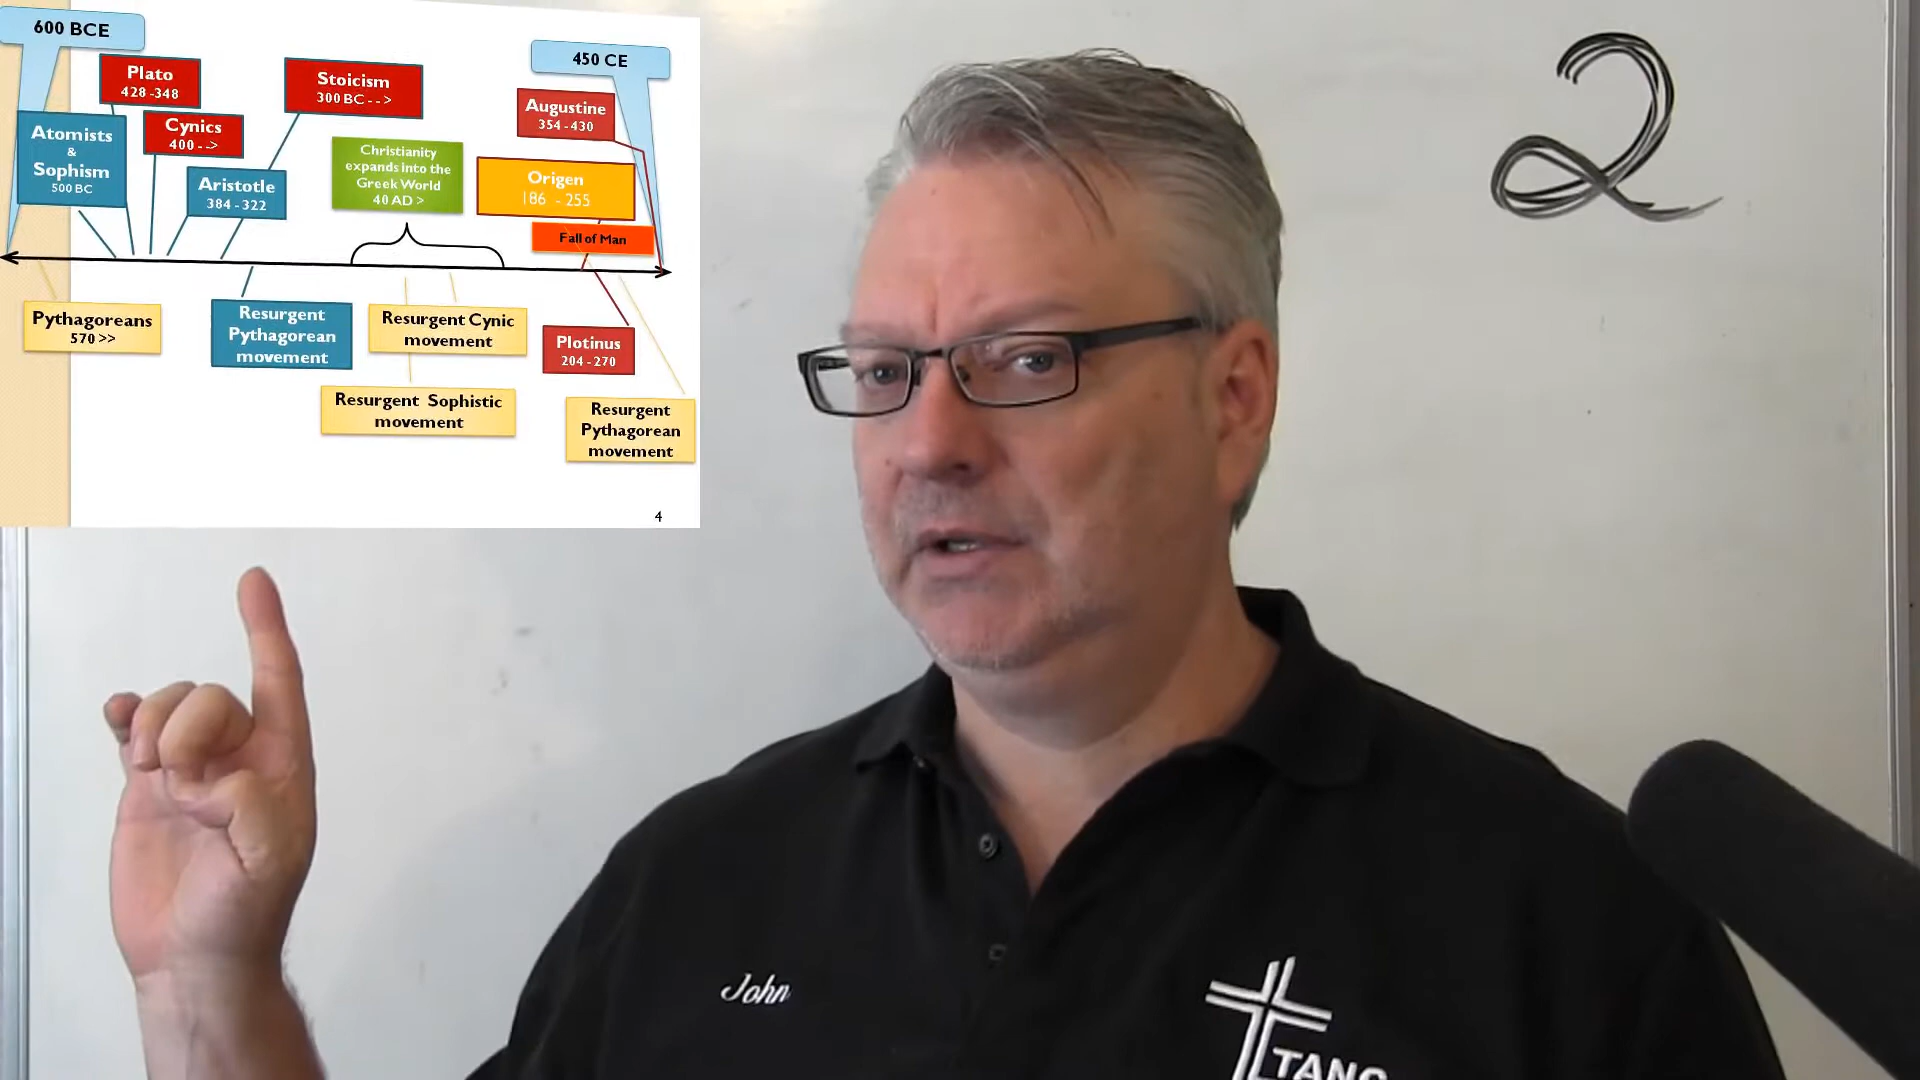 600 BCE
450 CE
Plato
428 -348
Stoicism
300 BC - - >
Augustine
354 - 430
Cynics
400 - ->
Atomists
&
Sophism
500 BC
Christianity
expands into the
Greek World
40 AD >
Aristotle
384 - 322
Origen
186 - 255
Fall of Man
Pythagoreans
570 >>
Resurgent
Pythagorean
movement
Resurgent Cynic
movement
Plotinus
204 - 270
Resurgent Sophistic
movement
Resurgent
Pythagorean
movement
4
2
John
TANC